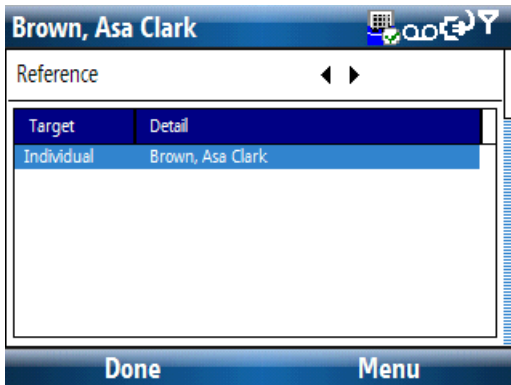 Brown, Asa Clark
Reference
Target Detail
Individual Brown, Asa Clark
Done Menu